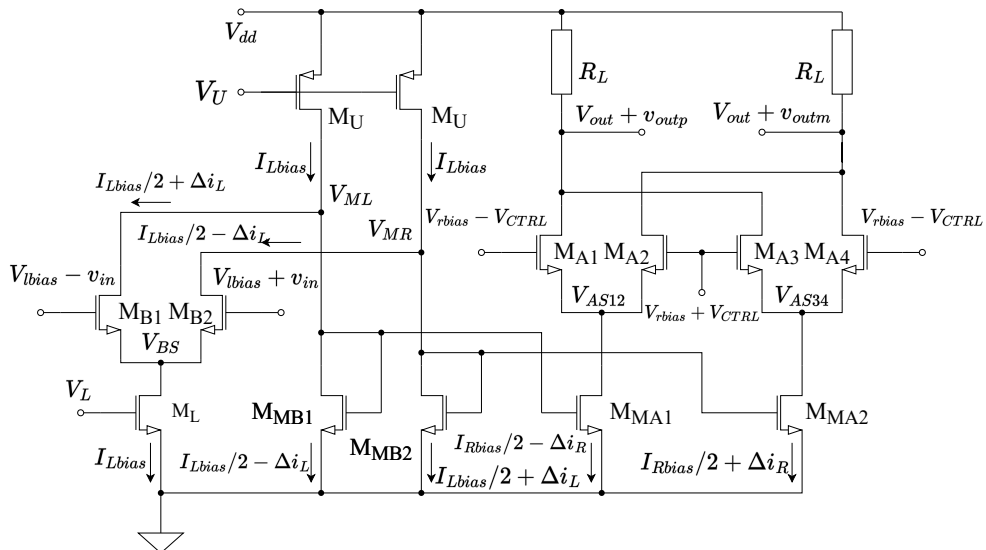 V_dd
R_L
R_L
V_U
M_U
M_U
V_out + v_outp
V_out + v_outm
I_Lbias
I_Lbias
I_Lbias/2 + Δi_L
V_ML
I_Lbias/2 − Δi_L
V_MR
V_rbias − V_CTRL
V_rbias − V_CTRL
M_A1
M_A2
M_A3
M_A4
V_lbias − v_in
V_lbias + v_in
V_AS12
V_AS34
V_rbias + V_CTRL
M_B1
M_B2
V_BS
V_L
M_L
M_MB1
M_MB2
M_MA1
M_MA2
I_Lbias
I_Lbias/2 − Δi_L
I_Rbias/2 − Δi_R
I_Lbias/2 + Δi_L
I_Rbias/2 + Δi_R